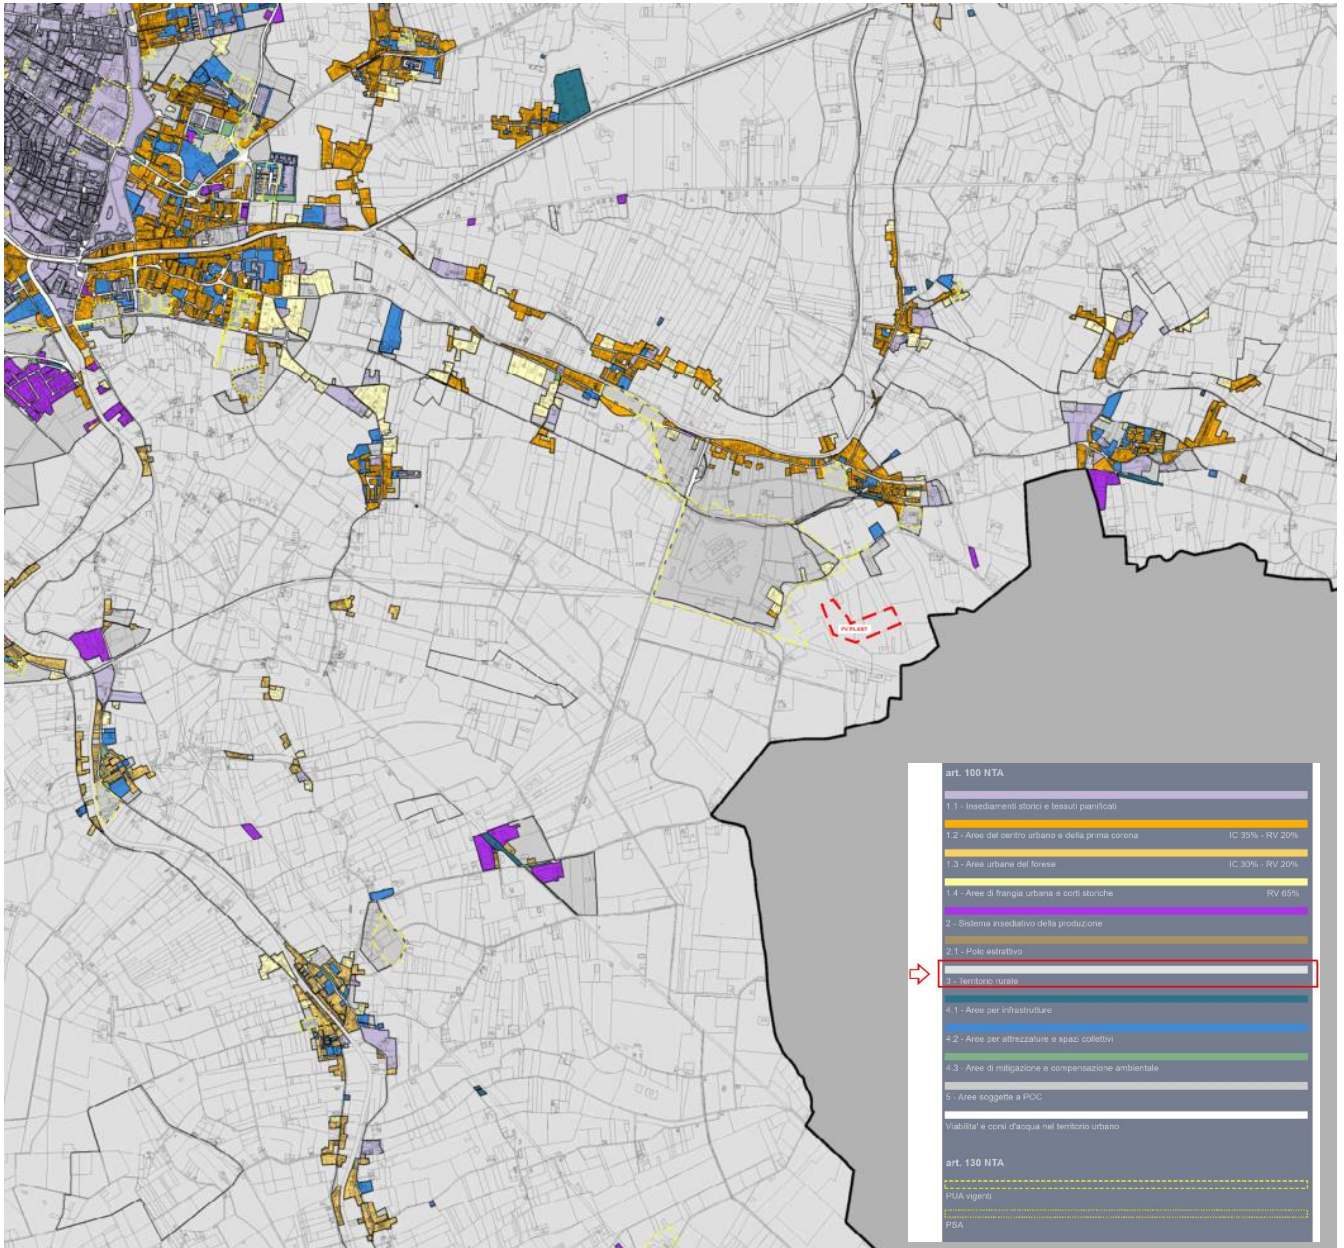 PV PLANT
art. 100 NTA
1.1 - Insediamenti storici e tessuti pianificati
1.2 - Aree del centro urbano e della prima corona IC 35% - RV 20%
1.3 - Aree urbane del forese IC 30% - RV 20%
1.4 - Aree di frangia urbana e corti storiche RV 65%
2 - Sistema insediativo della produzione
2.1 - Polo estrattivo
3 - Territorio rurale
4.1 - Aree per infrastrutture
4.2 - Aree per attrezzature e spazi collettivi
4.3 - Aree di mitigazione e compensazione ambientale
5 - Aree soggette a POC
Viabilita' e corsi d'acqua nel territorio urbano
art. 130 NTA
PUA vigenti
PSA